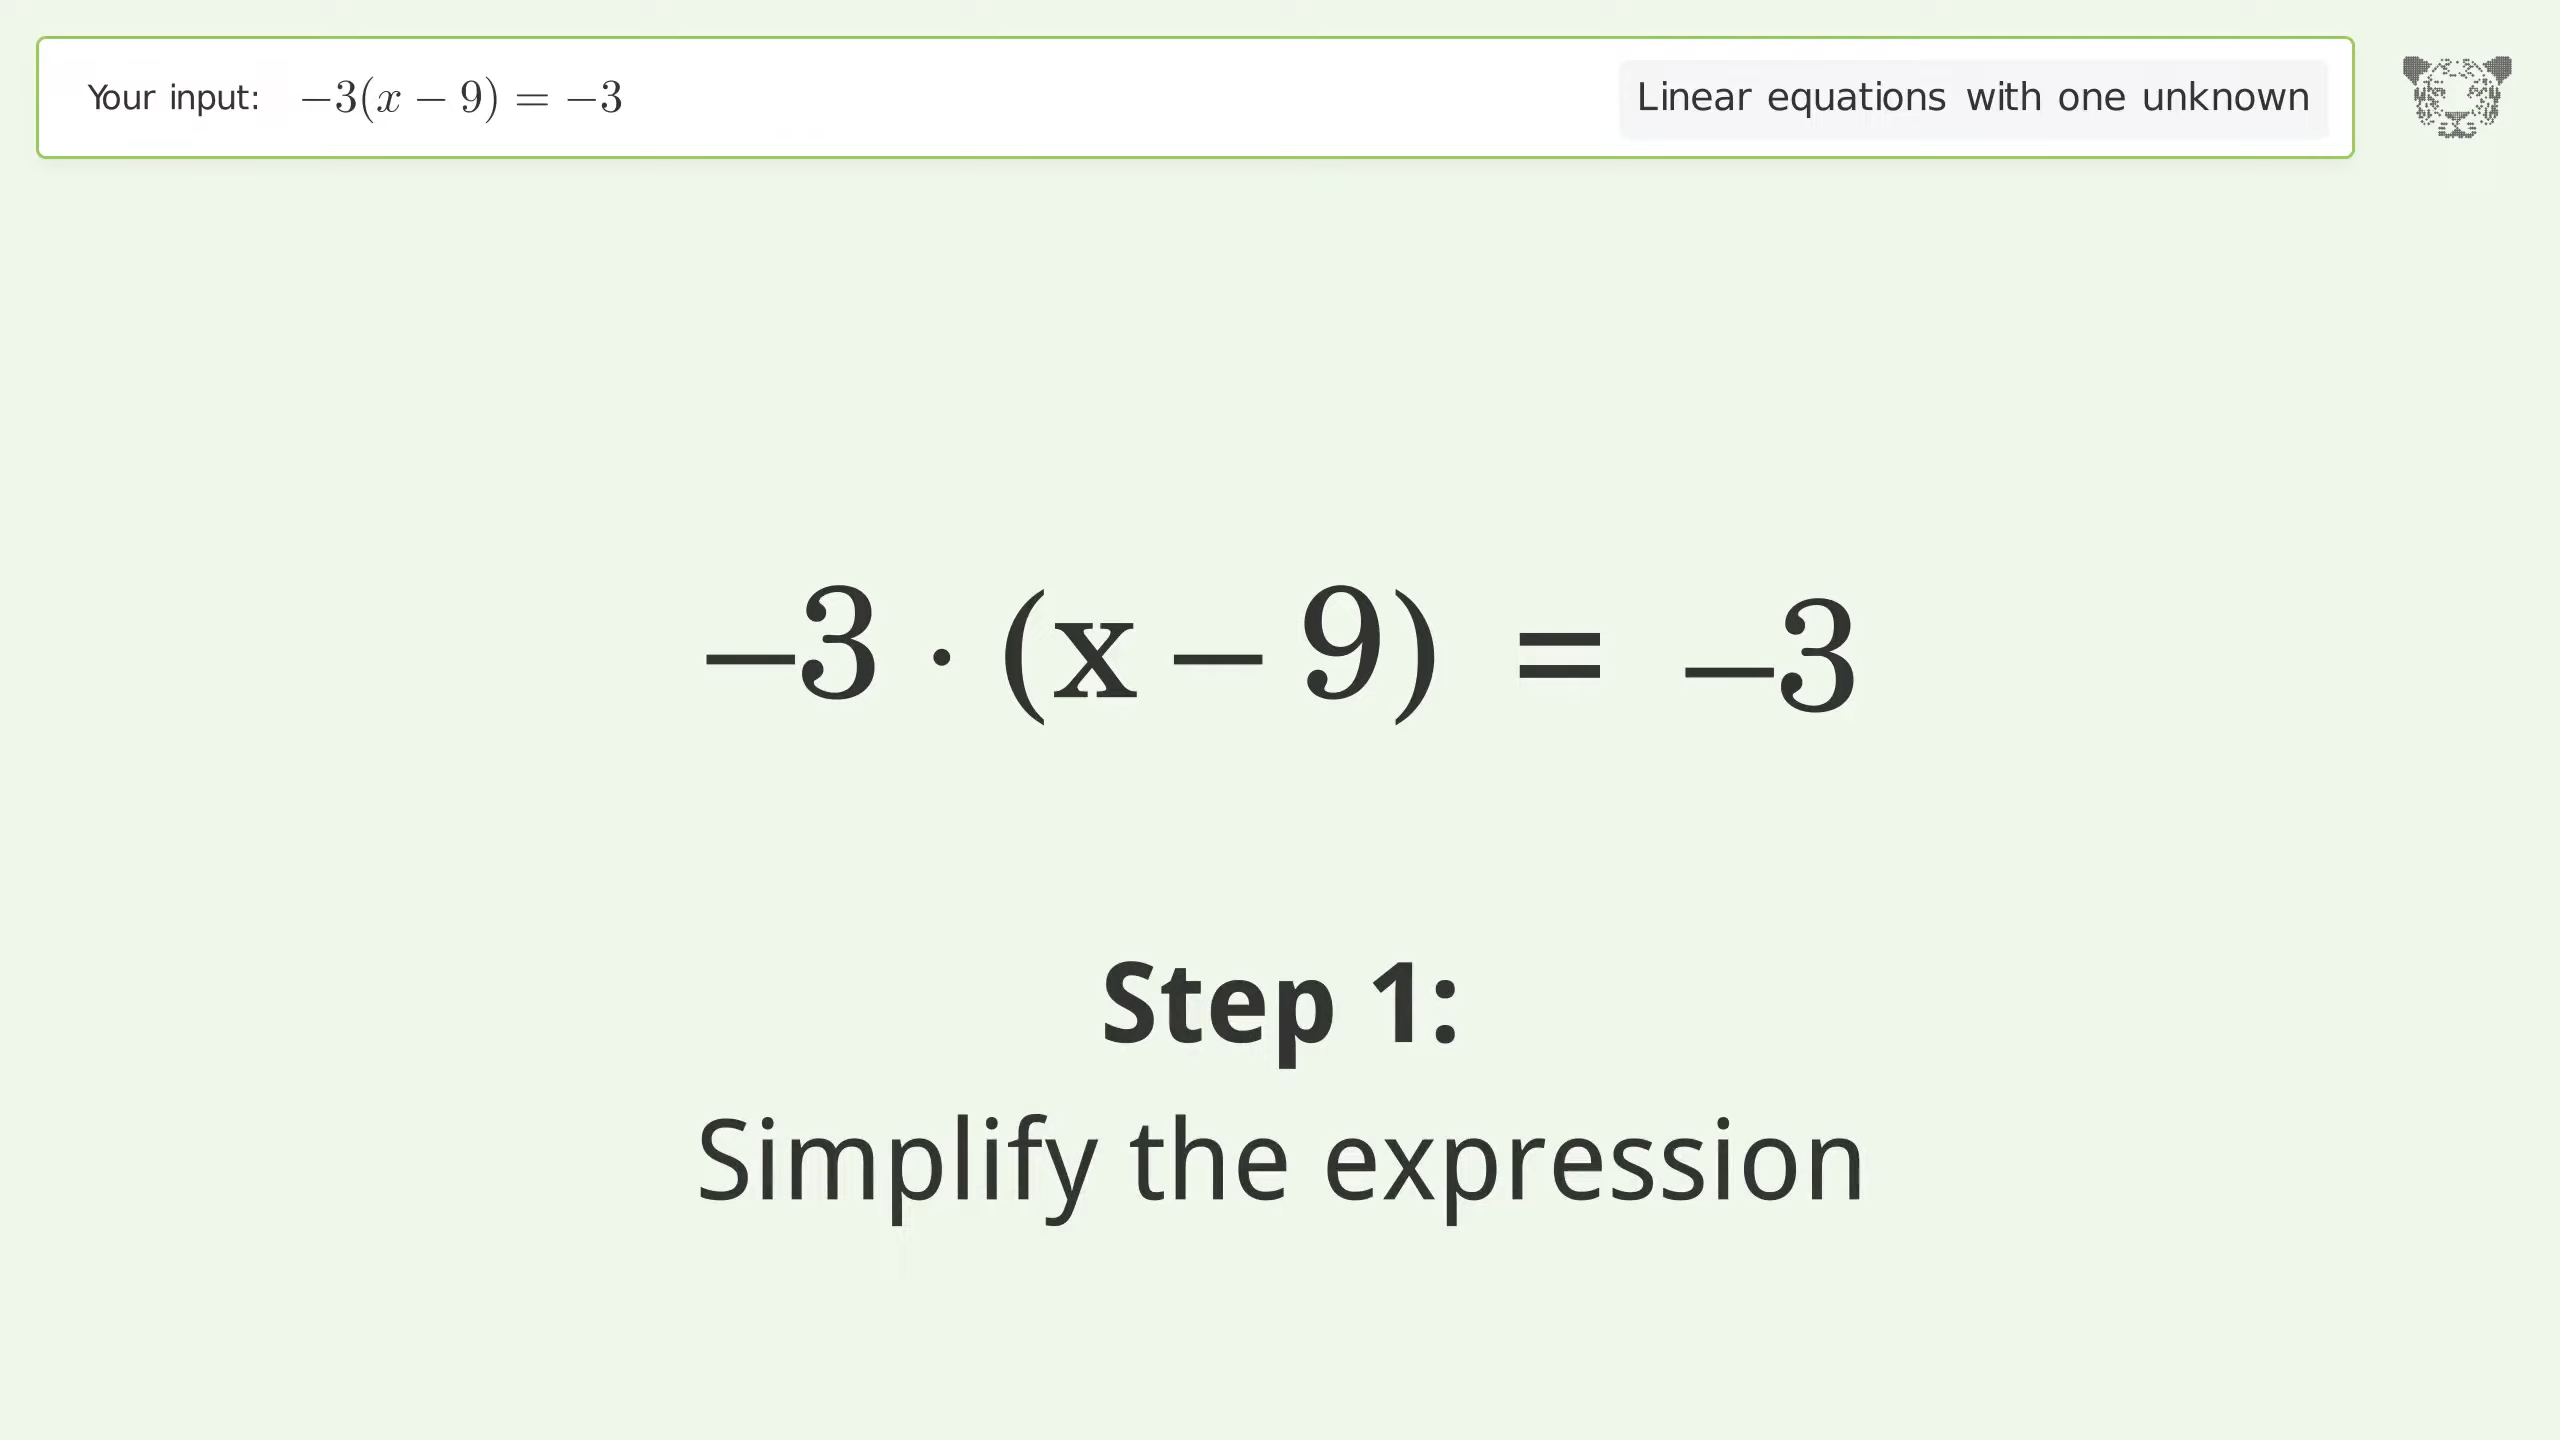 Your input: −3(x − 9) = −3
Linear equations with one unknown
−3 · (x − 9) = −3
Step 1:
Simplify the expression